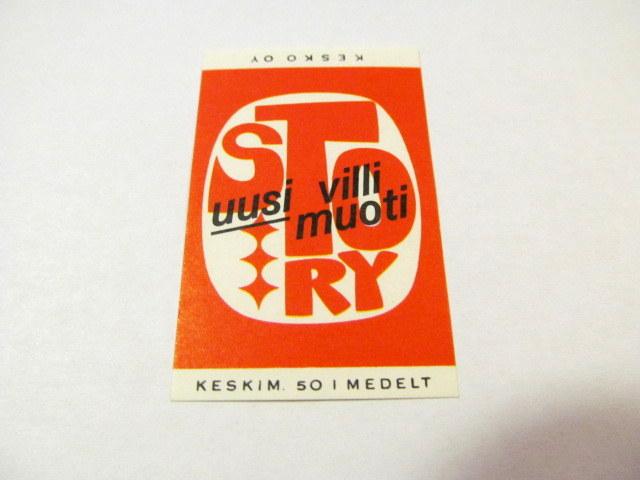 KESKO OY
STORY
uusi villi
muoti
KESKIM. 50 I MEDELT